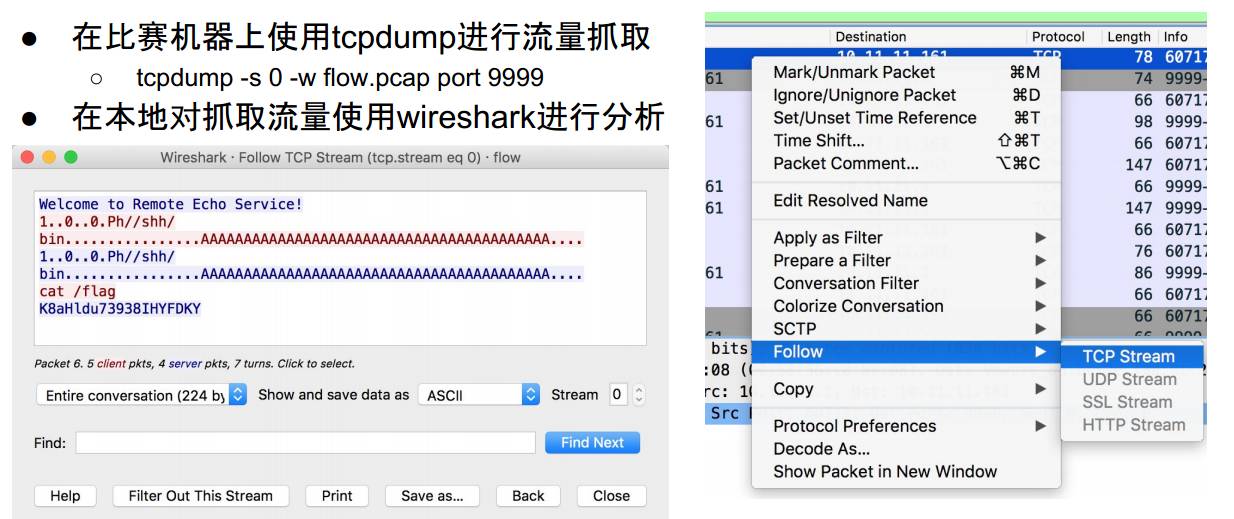 ● 在比赛机器上使用tcpdump进行流量抓取
○ tcpdump -s 0 -w flow.pcap port 9999
● 在本地对抓取流量使用wireshark进行分析
Wireshark · Follow TCP Stream (tcp.stream eq 0) · flow
Welcome to Remote Echo Service!
1..0..0.Ph//shh/
bin................AAAAAAAAAAAAAAAAAAAAAAAAAAAAAAAAAAAAAAAAA....
1..0..0.Ph//shh/
bin................AAAAAAAAAAAAAAAAAAAAAAAAAAAAAAAAAAAAAAAAA....
cat /flag
K8aHldu73938IHYFDKY
Packet 6. 5 client pkts, 4 server pkts, 7 turns. Click to select.
Entire conversation (224 by
Show and save data as
ASCII
Stream
0
Find:
Find Next
Help
Filter Out This Stream
Print
Save as...
Back
Close
Destination Protocol Length Info
10.11.11.161 TCP 78 60717
61 74 9999-
66 60717
61 98 9999-
66 60717
147 60717
61 66 9999-
61 147 9999-
66 60717
76 60717
61 86 9999-
66 60717
66 60717
61 66 9999
Mark/Unmark Packet ⌘M
Ignore/Unignore Packet ⌘D
Set/Unset Time Reference ⌘T
Time Shift... ⇧⌘T
Packet Comment... ⌥⌘C
Edit Resolved Name
Apply as Filter
Prepare a Filter
Conversation Filter
Colorize Conversation
SCTP
Follow
Copy
Protocol Preferences
Decode As...
Show Packet in New Window
TCP Stream
UDP Stream
SSL Stream
HTTP Stream
bits,
:08 (
rc: 10.
Src